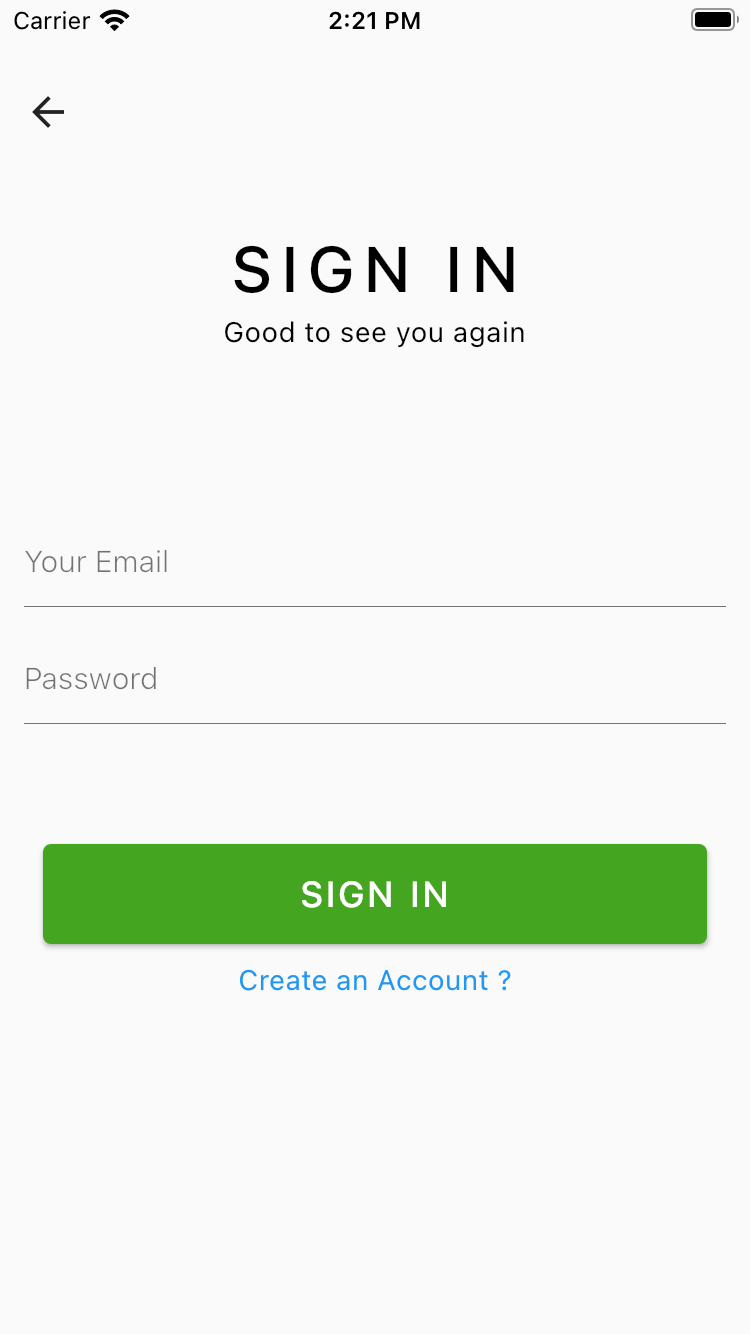 Carrier 2:21 PM
SIGN IN
Good to see you again
Your Email
Password
SIGN IN
Create an Account ?